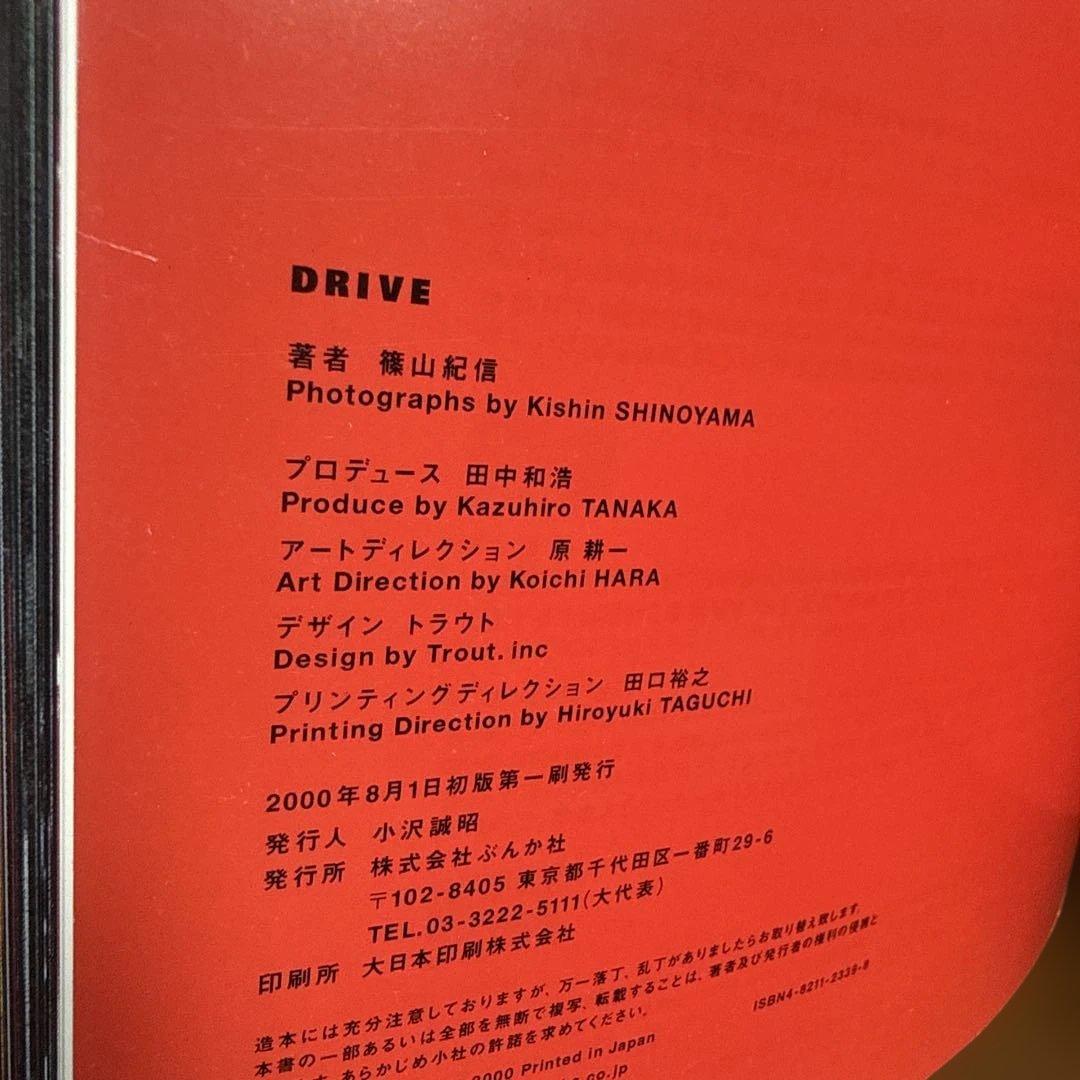 DRIVE
著者 篠山紀信
Photographs by Kishin SHINOYAMA
プロデュース 田中和浩
Produce by Kazuhiro TANAKA
アートディレクション 原 耕一
Art Direction by Koichi HARA
デザイン トラウト
Design by Trout. inc
プリンティングディレクション 田口裕之
Printing Direction by Hiroyuki TAGUCHI
2000年8月1日初版第一刷発行
発行人 小沢誠昭
発行所 株式会社ぶんか社
〒102-8405 東京都千代田区一番町29-6
TEL.03-3222-5111(大代表)
印刷所 大日本印刷株式会社
造本には充分注意しておりますが、万一落丁、乱丁がありましたらお取り替え致します。
本書の一部あるいは全部を無断で複写、転載することは、著者及び発行者の権利の侵害と
あらかじめ小社の許諾を求めてください。
ISBN4-8211-2339-8
2000 Printed in Japan
.co.jp